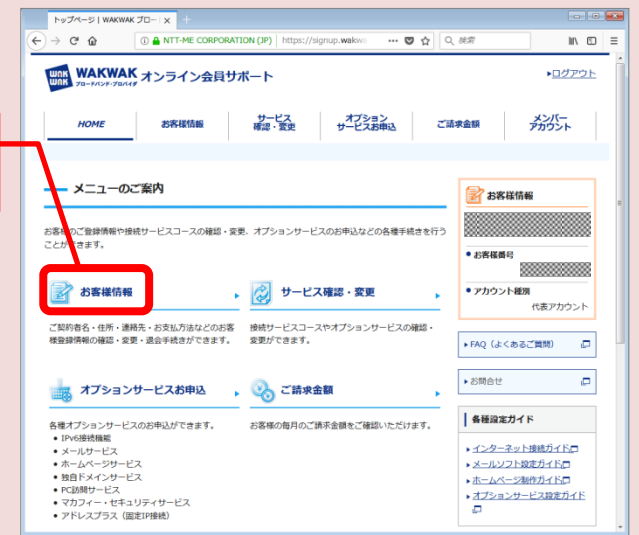 トップページ | WAKWAK ブロー
NTT-ME CORPORATION (JP) https://signup.wakwa
検索
WAKWAK オンライン会員サポート
ブロードバンド・プロバイダ
ログアウト
HOME
お客様情報
サービス
確認・変更
オプション
サービスお申込
ご請求金額
メンバー
アカウント
メニューのご案内
お客様のご登録情報や接続サービスコースの確認・変更、オプションサービスのお申込などの各種手続きを行う
ことができます。
お客様情報
ご契約者名・住所・連絡先・お支払方法などのお客
様登録情報の確認・変更・退会手続きができます。
サービス確認・変更
接続サービスコースやオプションサービスの確認・
変更ができます。
オプションサービスお申込
各種オプションサービスのお申込ができます。
• IPv6接続機能
• メールサービス
• ホームページサービス
• 独自ドメインサービス
• PC訪問サービス
• マカフィー・セキュリティサービス
• アドレスプラス（固定IP接続）
ご請求金額
お客様の毎月のご請求金額をご確認いただけます。
お客様情報
• お客様番号
• アカウント種別
代表アカウント
FAQ（よくあるご質問）
お問合せ
各種設定ガイド
インターネット接続ガイド
メールソフト設定ガイド
ホームページ制作ガイド
オプションサービス設定ガイド